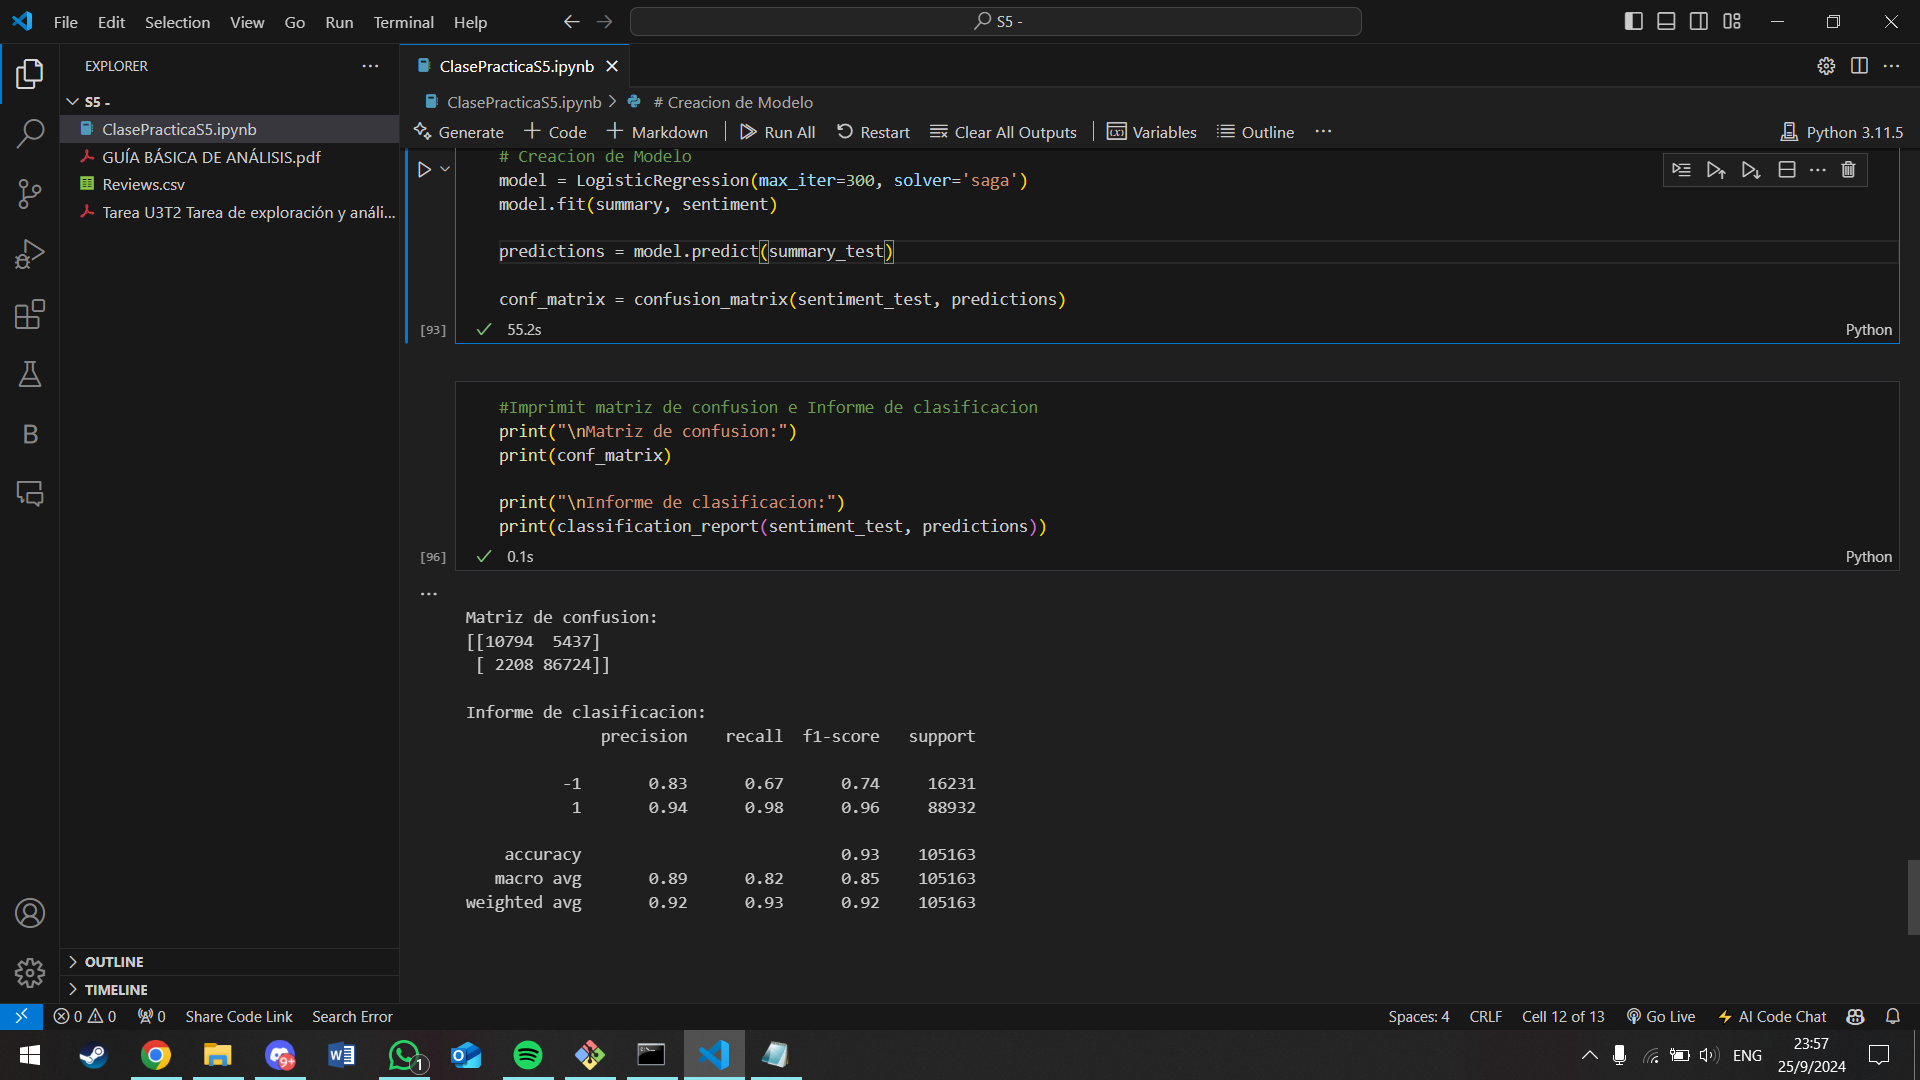 File Edit Selection View Go Run Terminal Help
S5 -
EXPLORER
S5 -
ClasePracticaS5.ipynb
GUÍA BÁSICA DE ANÁLISIS.pdf
Reviews.csv
Tarea U3T2 Tarea de exploración y análi...
OUTLINE
TIMELINE
ClasePracticaS5.ipynb
ClasePracticaS5.ipynb > # Creacion de Modelo
Generate + Code + Markdown | Run All Restart Clear All Outputs | Variables Outline ...
Python 3.11.5
# Creacion de Modelo
model = LogisticRegression(max_iter=300, solver='saga')
model.fit(summary, sentiment)
predictions = model.predict(summary_test)
conf_matrix = confusion_matrix(sentiment_test, predictions)
[93] 55.2s Python
#Imprimit matriz de confusion e Informe de clasificacion
print("\nMatriz de confusion:")
print(conf_matrix)
print("\nInforme de clasificacion:")
print(classification_report(sentiment_test, predictions))
[96] 0.1s Python
...
Matriz de confusion:
[[10794  5437]
 [ 2208 86724]]
Informe de clasificacion:
precision recall f1-score support
-1 0.83 0.67 0.74 16231
1 0.94 0.98 0.96 88932
accuracy 0.93 105163
macro avg 0.89 0.82 0.85 105163
weighted avg 0.92 0.93 0.92 105163
0 0 0 Share Code Link Search Error
Spaces: 4 CRLF Cell 12 of 13 Go Live AI Code Chat
9+ 1
ENG
23:57
25/9/2024